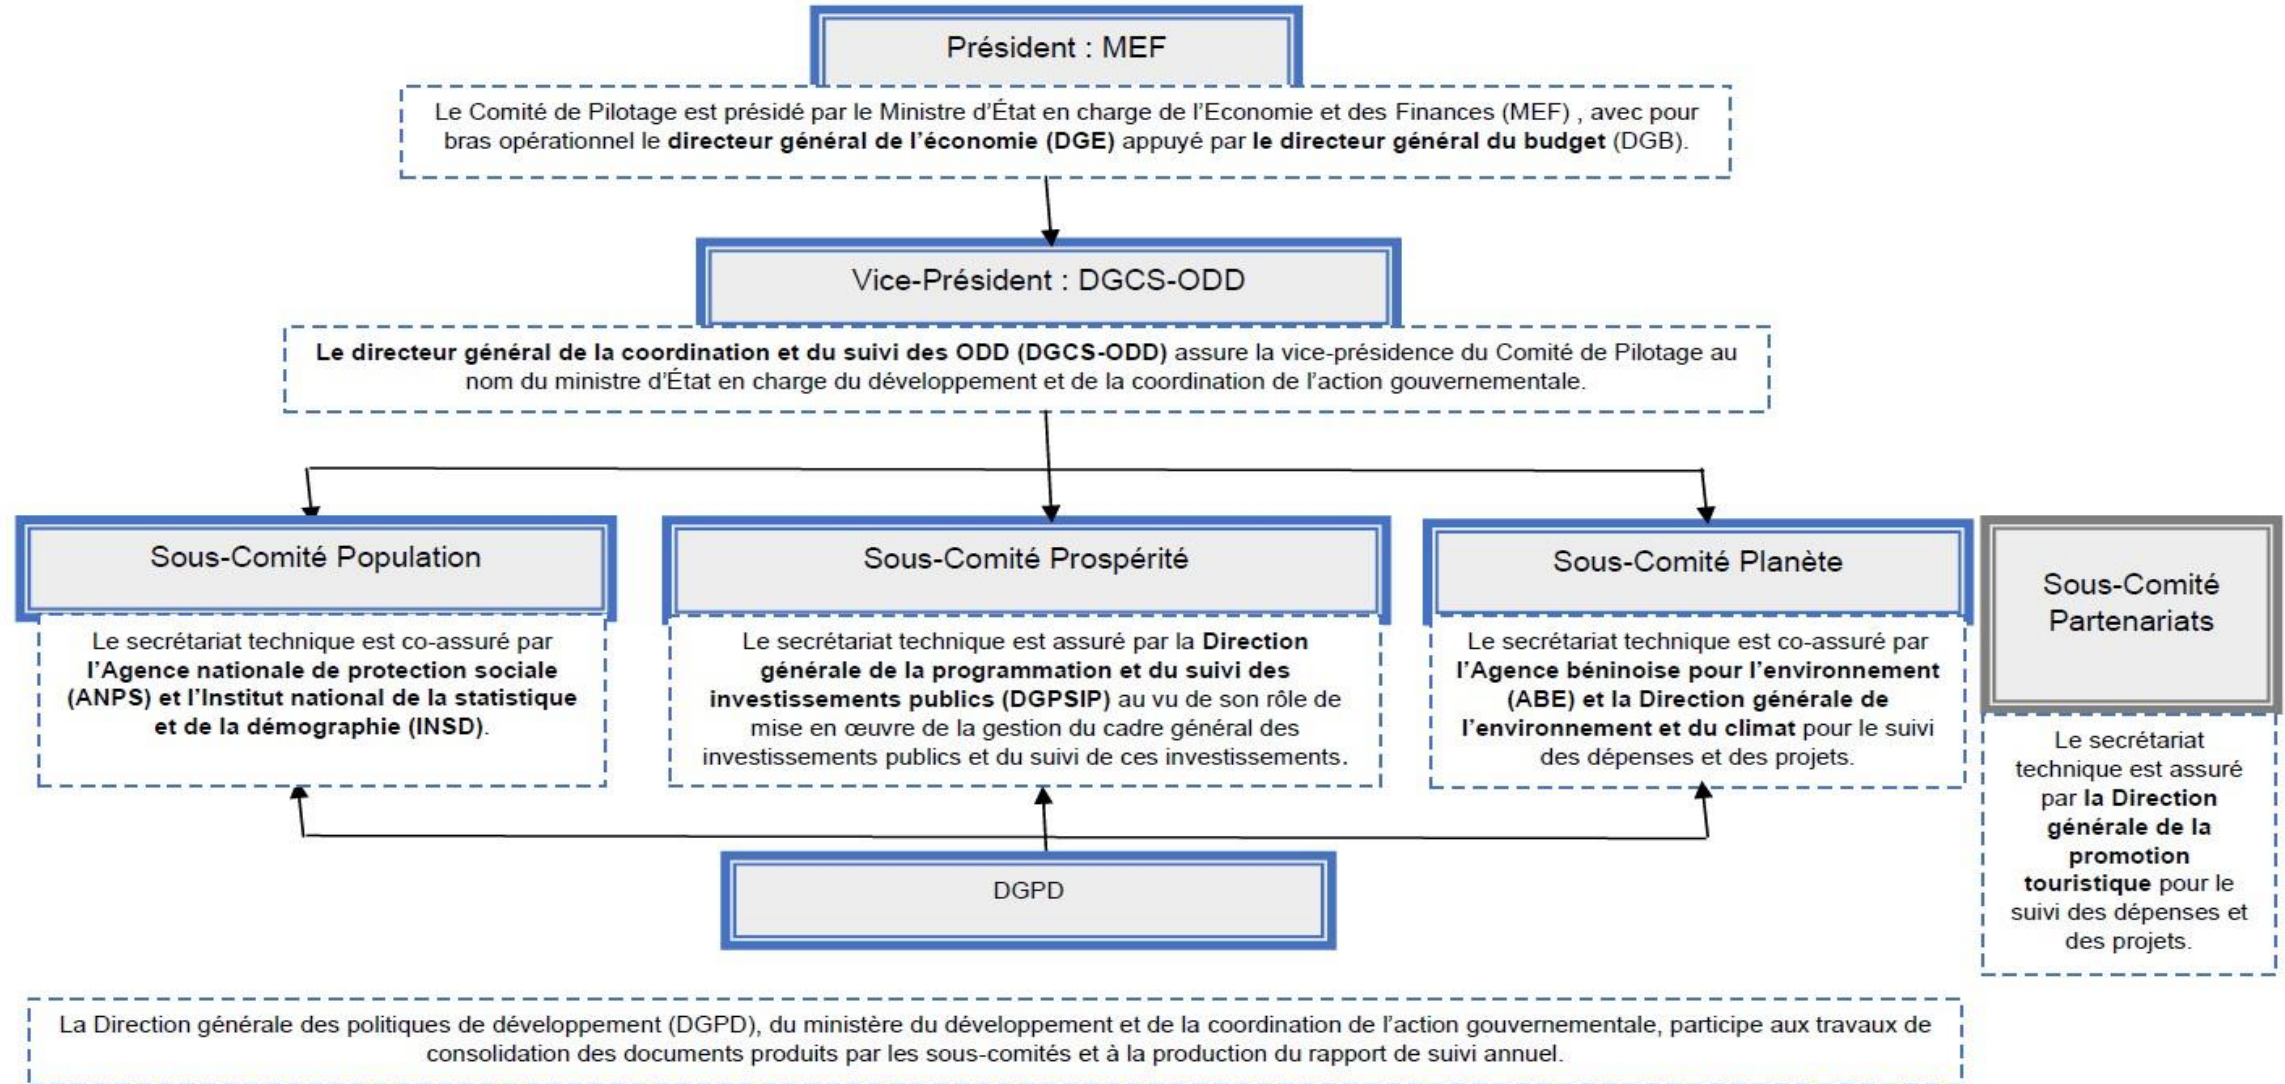 Président : MEF
Le Comité de Pilotage est présidé par le Ministre d’État en charge de l’Economie et des Finances (MEF) , avec pour
bras opérationnel le directeur général de l’économie (DGE) appuyé par le directeur général du budget (DGB).
Vice-Président : DGCS-ODD
Le directeur général de la coordination et du suivi des ODD (DGCS-ODD) assure la vice-présidence du Comité de Pilotage au
nom du ministre d’État en charge du développement et de la coordination de l’action gouvernementale.
Sous-Comité Population
Le secrétariat technique est co-assuré par
l’Agence nationale de protection sociale
(ANPS) et l’Institut national de la statistique
et de la démographie (INSD).
Sous-Comité Prospérité
Le secrétariat technique est assuré par la Direction
générale de la programmation et du suivi des
investissements publics (DGPSIP) au vu de son rôle de
mise en œuvre de la gestion du cadre général des
investissements publics et du suivi de ces investissements.
Sous-Comité Planète
Le secrétariat technique est co-assuré par
l’Agence béninoise pour l’environnement
(ABE) et la Direction générale de
l’environnement et du climat pour le suivi
des dépenses et des projets.
Sous-Comité
Partenariats
Le secrétariat
technique est assuré
par la Direction
générale de la
promotion
touristique pour le
suivi des dépenses et
des projets.
DGPD
La Direction générale des politiques de développement (DGPD), du ministère du développement et de la coordination de l’action gouvernementale, participe aux travaux de
consolidation des documents produits par les sous-comités et à la production du rapport de suivi annuel.